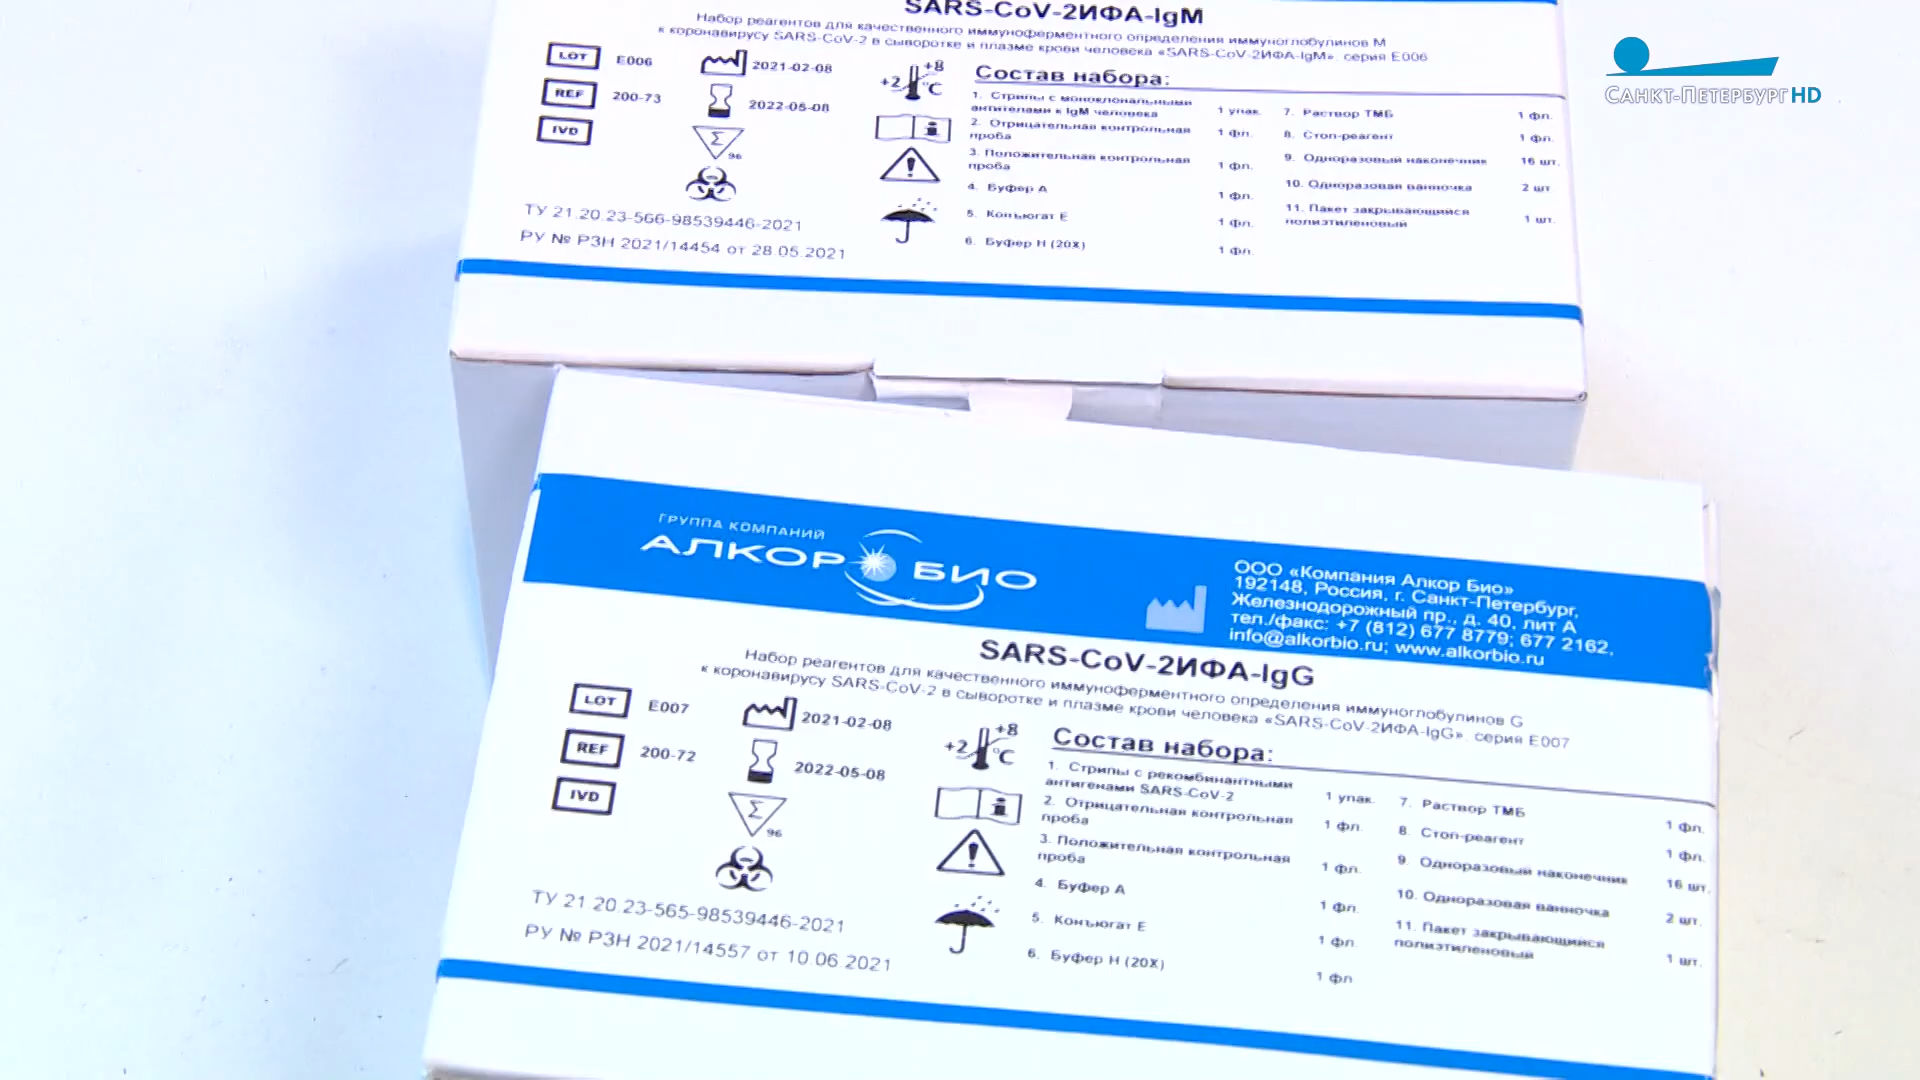 SARS-CoV-2ИФА-IgM
Набор реагентов для качественного иммуноферментного определения иммуноглобулинов M
к коронавирусу SARS-CoV-2 в сыворотке и плазме крови человека «SARS-CoV-2ИФА-IgM». серия E006
LOT E006
2021-02-08
REF 200-73
2022-05-08
IVD
Σ
96
+2 +8 °C
i
!
ТУ 21.20.23-566-98539446-2021
РУ № РЗН 2021/14454 от 28.05.2021
Состав набора:
1. Стрипы с моноклональными
антителами к IgM человека 1 упак.
2. Отрицательная контрольная
проба 1 фл.
3. Положительная контрольная
проба 1 фл.
4. Буфер А 1 фл.
5. Конъюгат Е 1 фл.
6. Буфер Н (20Х) 1 фл.
7. Раствор ТМБ 1 фл.
8. Стоп-реагент 1 фл.
9. Одноразовый наконечник 16 шт.
10. Одноразовая ванночка 2 шт
11. Пакет закрывающийся
полиэтиленовый 1 шт.
САНКТ-ПЕТЕРБУРГ HD
ГРУППА КОМПАНИЙ
АЛКОР БИО
ООО «Компания Алкор Био»
192148, Россия, г. Санкт-Петербург,
Железнодорожный пр., д. 40, лит А
тел./факс: +7 (812) 677 8779; 677 2162,
info@alkorbio.ru; www.alkorbio.ru
SARS-CoV-2ИФА-IgG
Набор реагентов для качественного иммуноферментного определения иммуноглобулинов G
к коронавирусу SARS-CoV-2 в сыворотке и плазме крови человека «SARS-CoV-2ИФА-IgG». серия E007
LOT E007
2021-02-08
REF 200-72
2022-05-08
IVD
Σ
96
+2 +8 °C
i
!
ТУ 21 20.23-565-98539446-2021
РУ № РЗН 2021/14557 от 10.06 2021
Состав набора:
1. Стрипы с рекомбинантными
антигенами SARS-CoV-2 1 упак.
2. Отрицательная контрольная
проба 1 фл.
3. Положительная контрольная
проба 1 фл.
4. Буфер А 1 фл.
5. Конъюгат Е 1 фл.
6. Буфер Н (20Х) 1 фл
7. Раствор ТМБ 1 фл.
8. Стоп-реагент 1 фл.
9. Одноразовый наконечник 16 шт.
10. Одноразовая ванночка 2 шт.
11. Пакет закрывающийся
полиэтиленовый 1 шт.